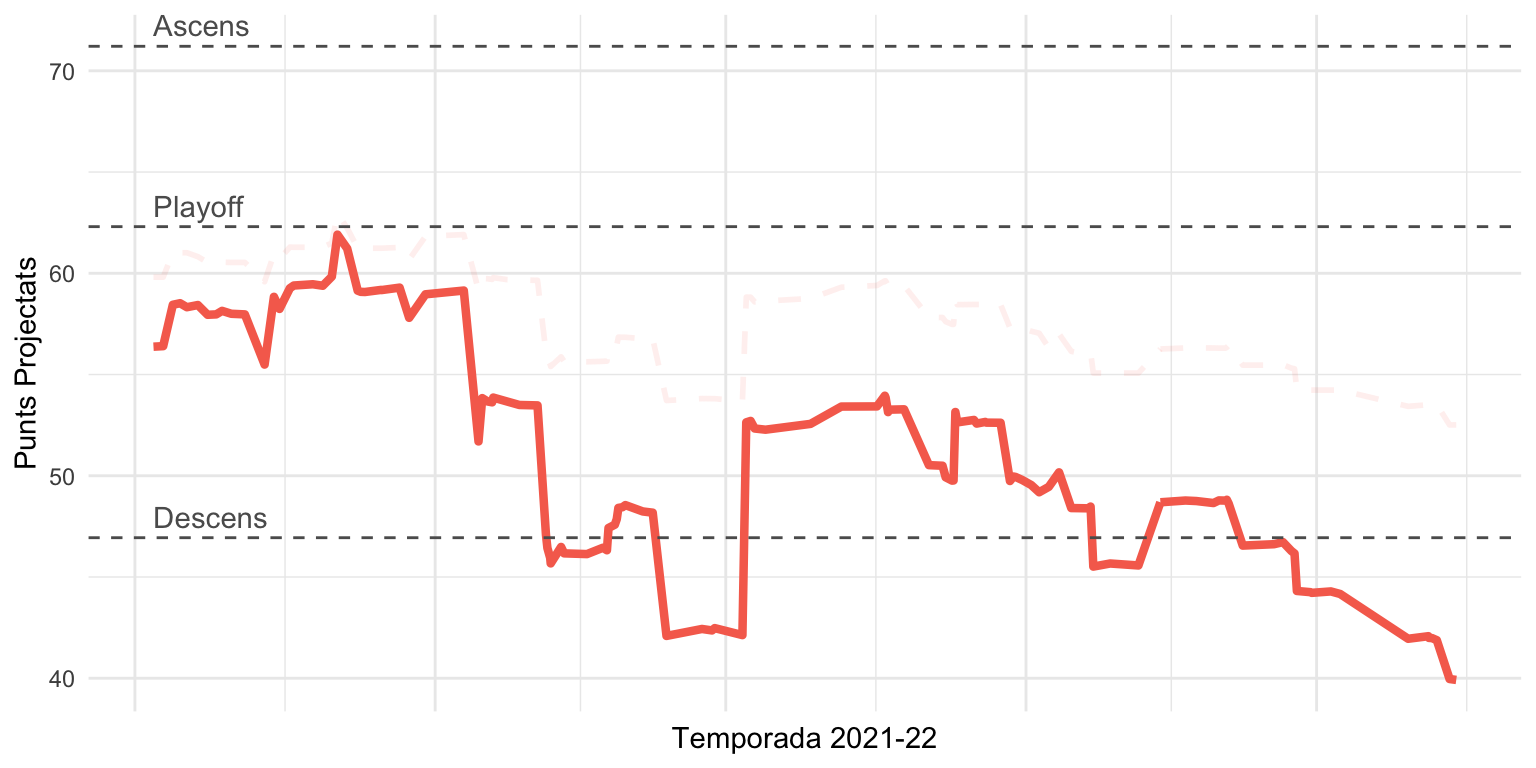 Ascens
70
Playoff
60
50
Descens
40
Punts Projectats
Temporada 2021-22